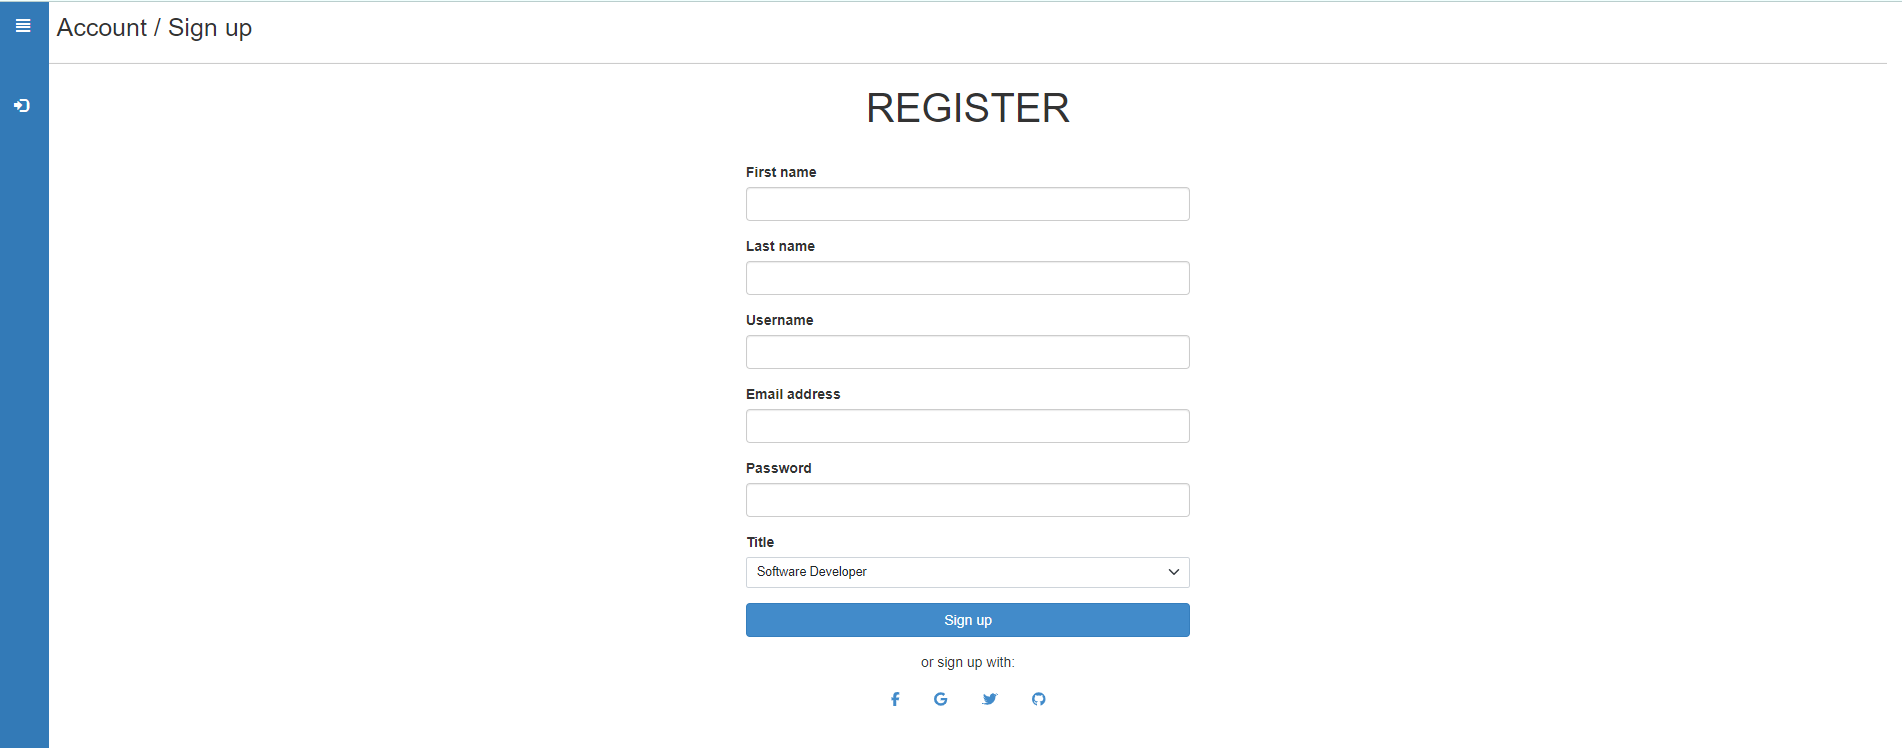 Account / Sign up
REGISTER
First name
Last name
Username
Email address
Password
Title
Software Developer
Sign up
or sign up with: